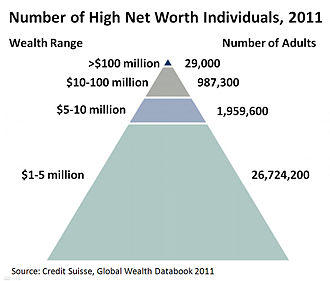 Number of High Net Worth Individuals, 2011
Wealth Range Number of Adults
>$100 million 29,000
$10-100 million 987,300
$5-10 million 1,959,600
$1-5 million 26,724,200
Source: Credit Suisse, Global Wealth Databook 2011